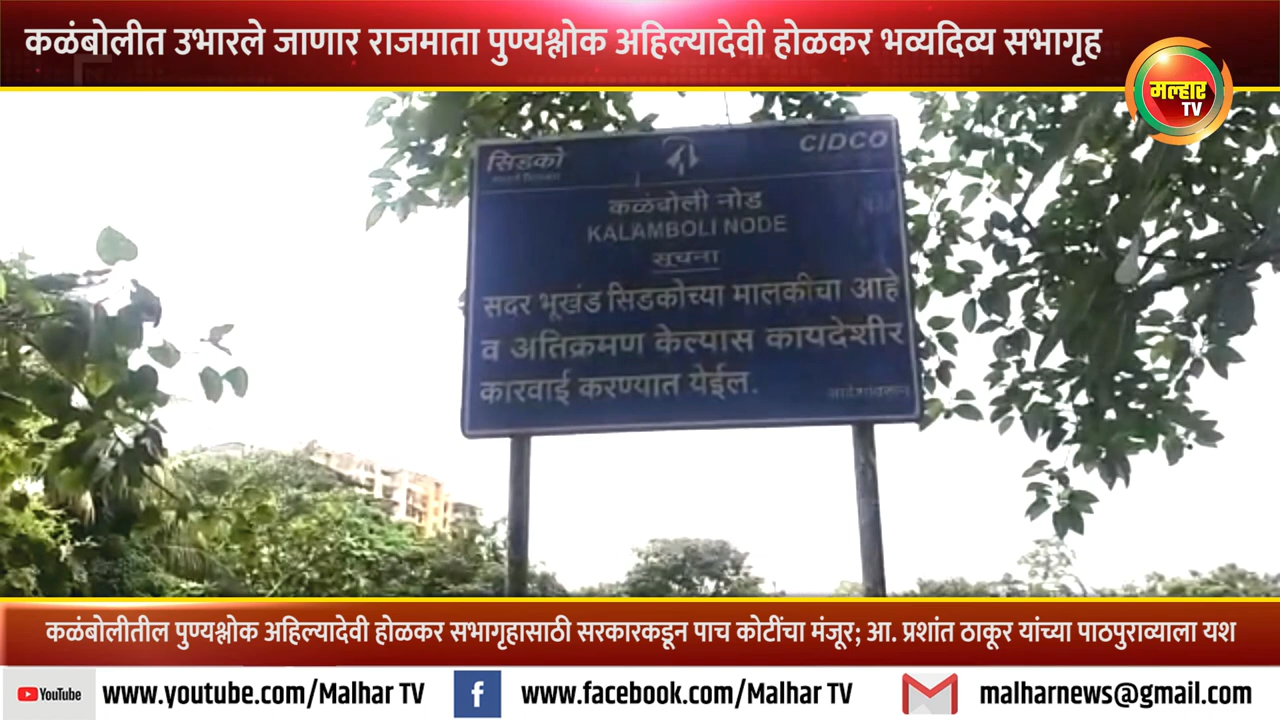 कळंबोलीत उभारले जाणार राजमाता पुण्यश्लोक अहिल्यादेवी होळकर भव्यदिव्य सभागृह
मल्हार
TV
सिडको
CIDCO
कळंबोली नोड
KALAMBOLI NODE
सूचना
सदर भूखंड सिडकोच्या मालकीचा आहे
व अतिक्रमण केल्यास कायदेशीर
कारवाई करण्यात येईल.
कळंबोलीतील पुण्यश्लोक अहिल्यादेवी होळकर सभागृहासाठी सरकारकडून पाच कोटींचा मंजूर; आ. प्रशांत ठाकूर यांच्या पाठपुराव्याला यश
YouTube www.youtube.com/Malhar TV
f www.facebook.com/Malhar TV
malharnews@gmail.com